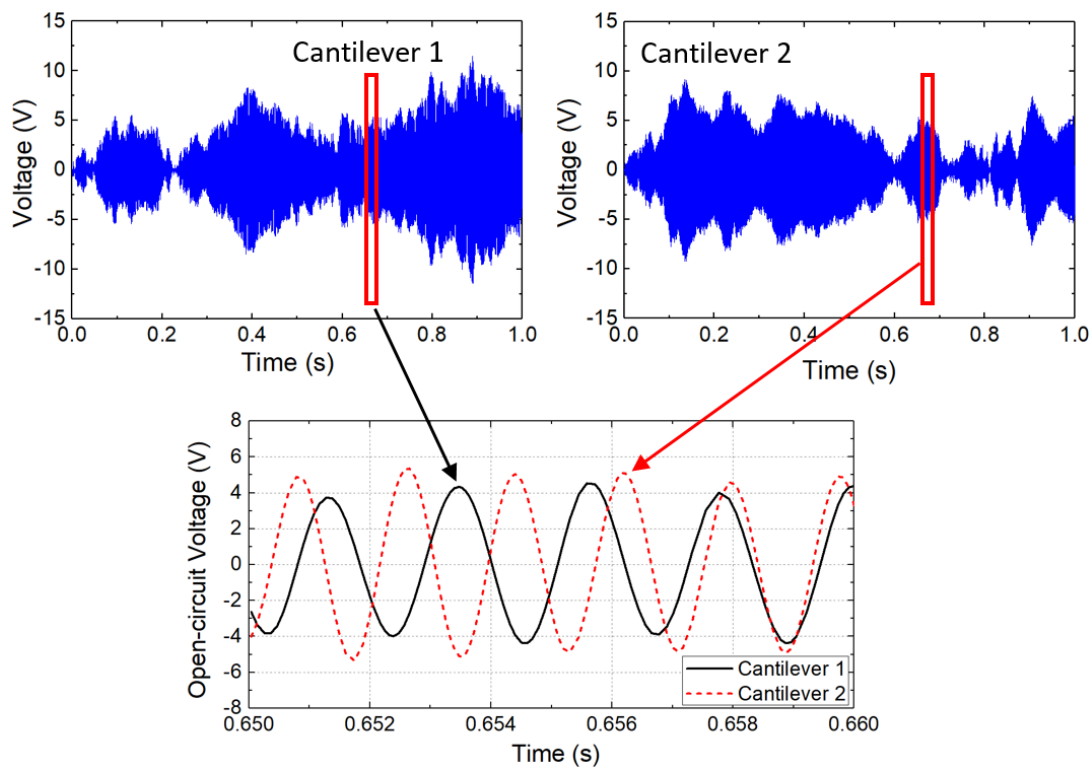 Cantilever 1
Voltage (V)
15
10
5
0
-5
-10
-15
0.0 0.2 0.4 0.6 0.8 1.0
Time (s)
Cantilever 2
Voltage (V)
15
10
5
0
-5
-10
-15
0.0 0.2 0.4 0.6 0.8 1.0
Time (s)
Open-circuit Voltage (V)
8
6
4
2
0
-2
-4
-6
-8
Cantilever 1
Cantilever 2
0.650 0.652 0.654 0.656 0.658 0.660
Time (s)